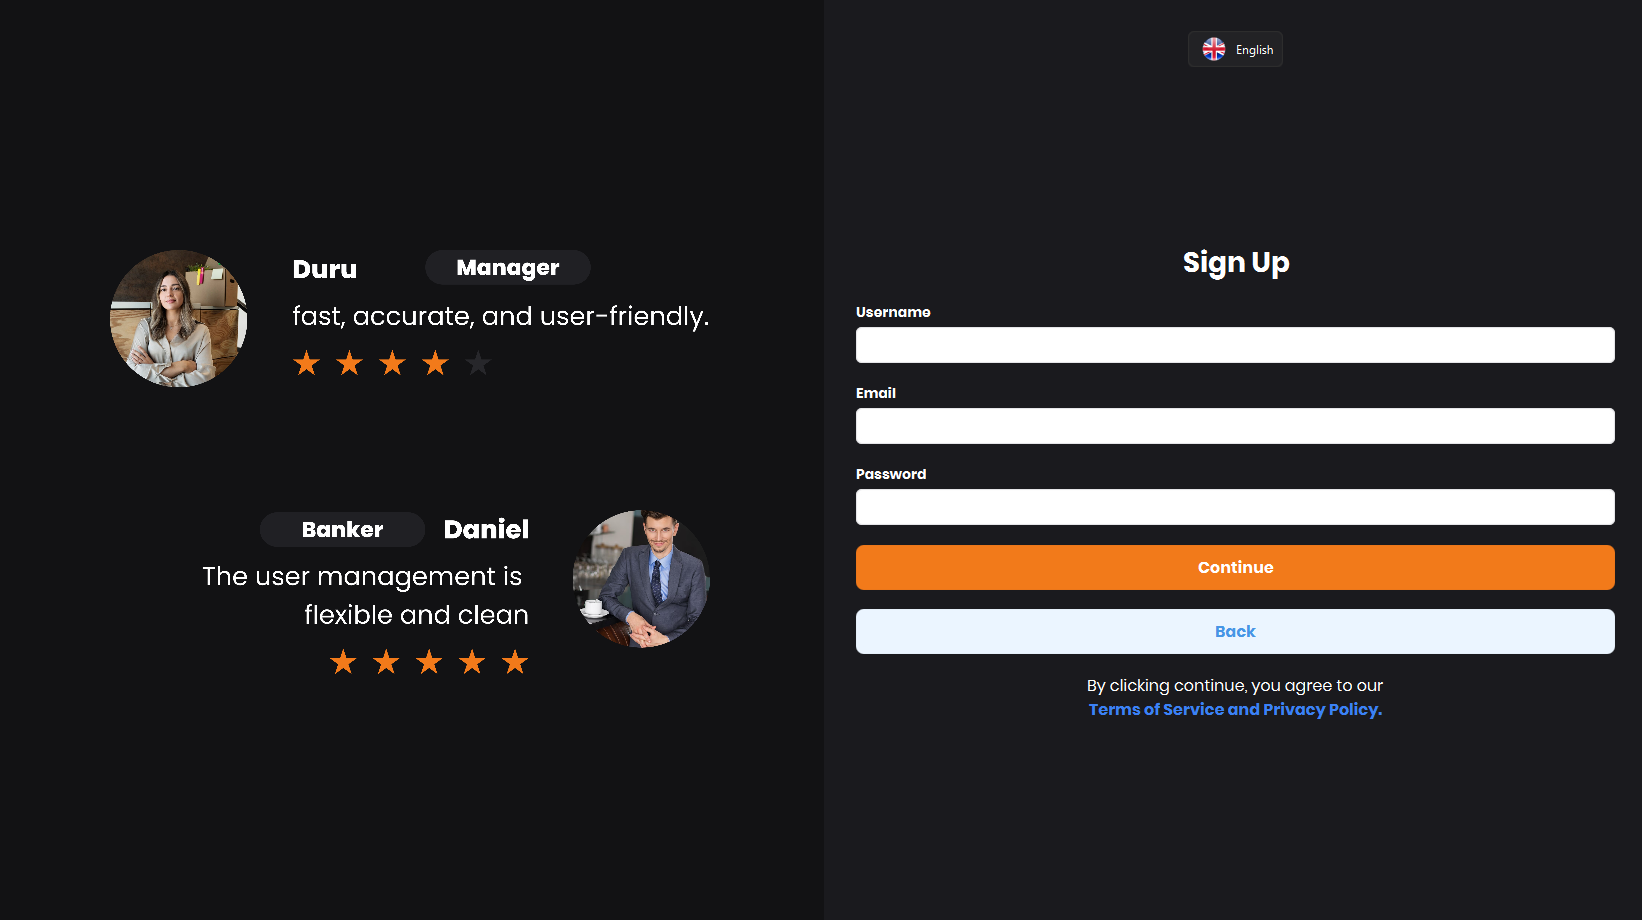 English
Duru
Manager
fast, accurate, and user-friendly.
Banker
Daniel
The user management is
flexible and clean
Sign Up
Username
Email
Password
Continue
Back
By clicking continue, you agree to our
Terms of Service and Privacy Policy.